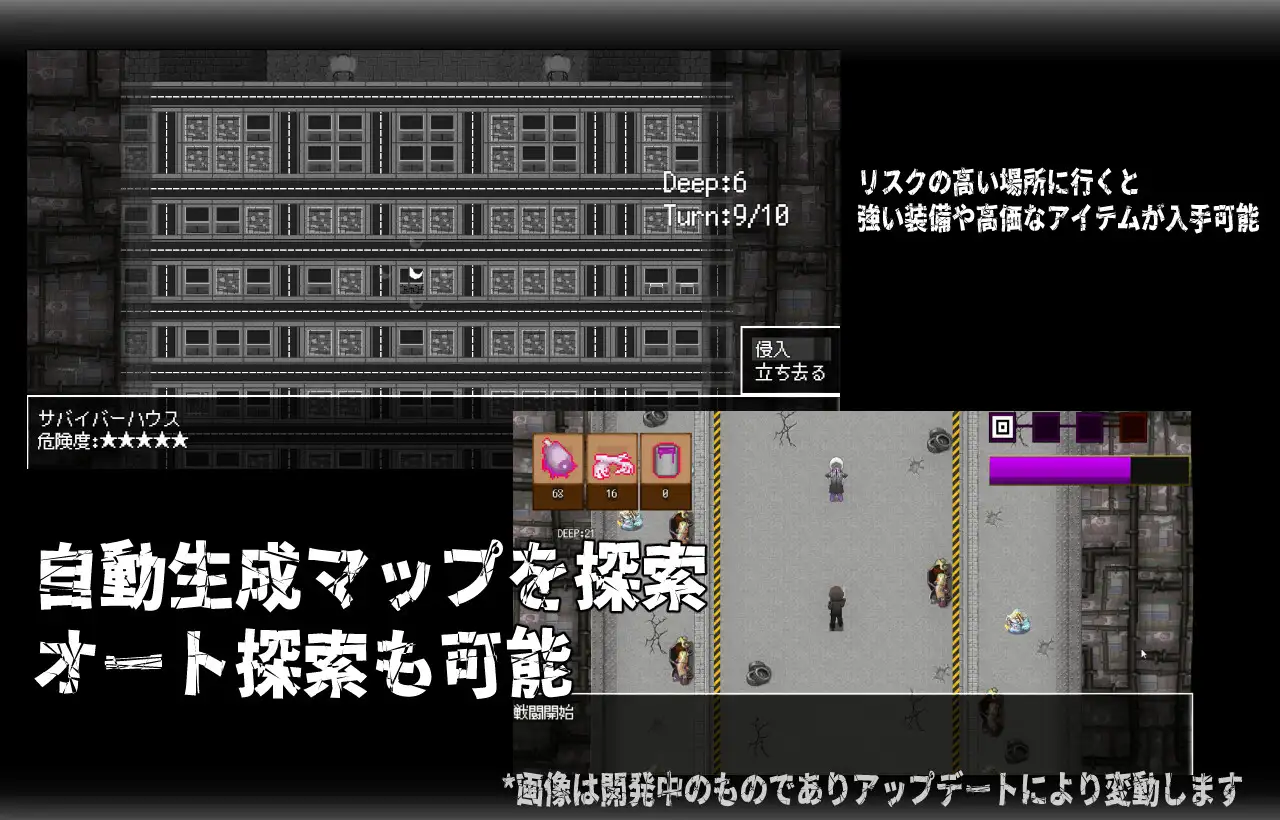 リスクの高い場所に行くと
強い装備や高価なアイテムが入手可能
Deep:6
Turn:9/10
侵入
立ち去る
サバイバーハウス
危険度:★★★★★
68 16 0
DEEP:21
自動生成マップを探索
オート探索も可能
戦闘開始
*画像は開発中のものでありアップデートにより変動します